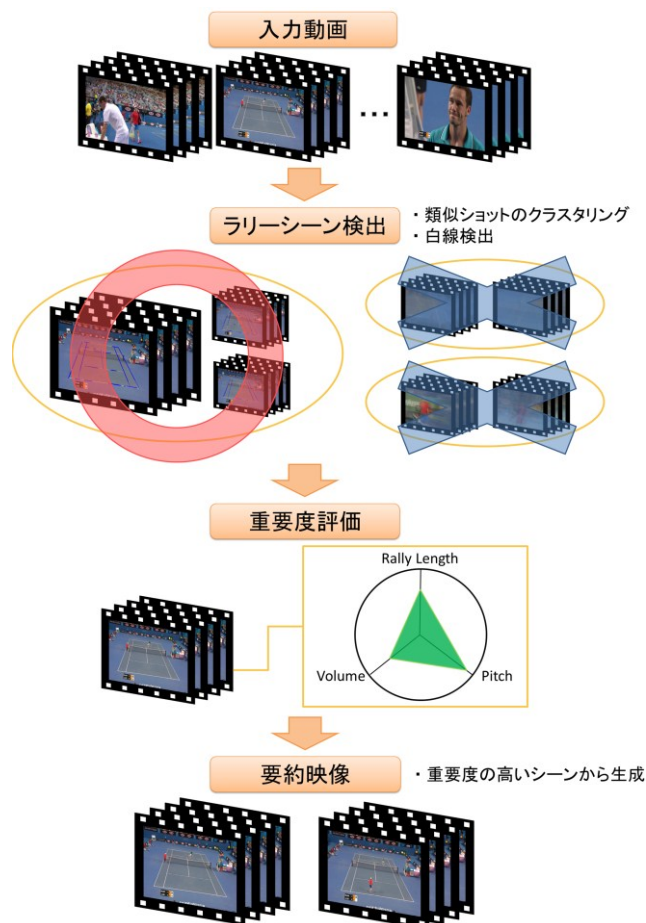 入力動画
…
ラリーシーン検出
・類似ショットのクラスタリング
・白線検出
重要度評価
Rally Length
Volume
Pitch
要約映像
・重要度の高いシーンから生成